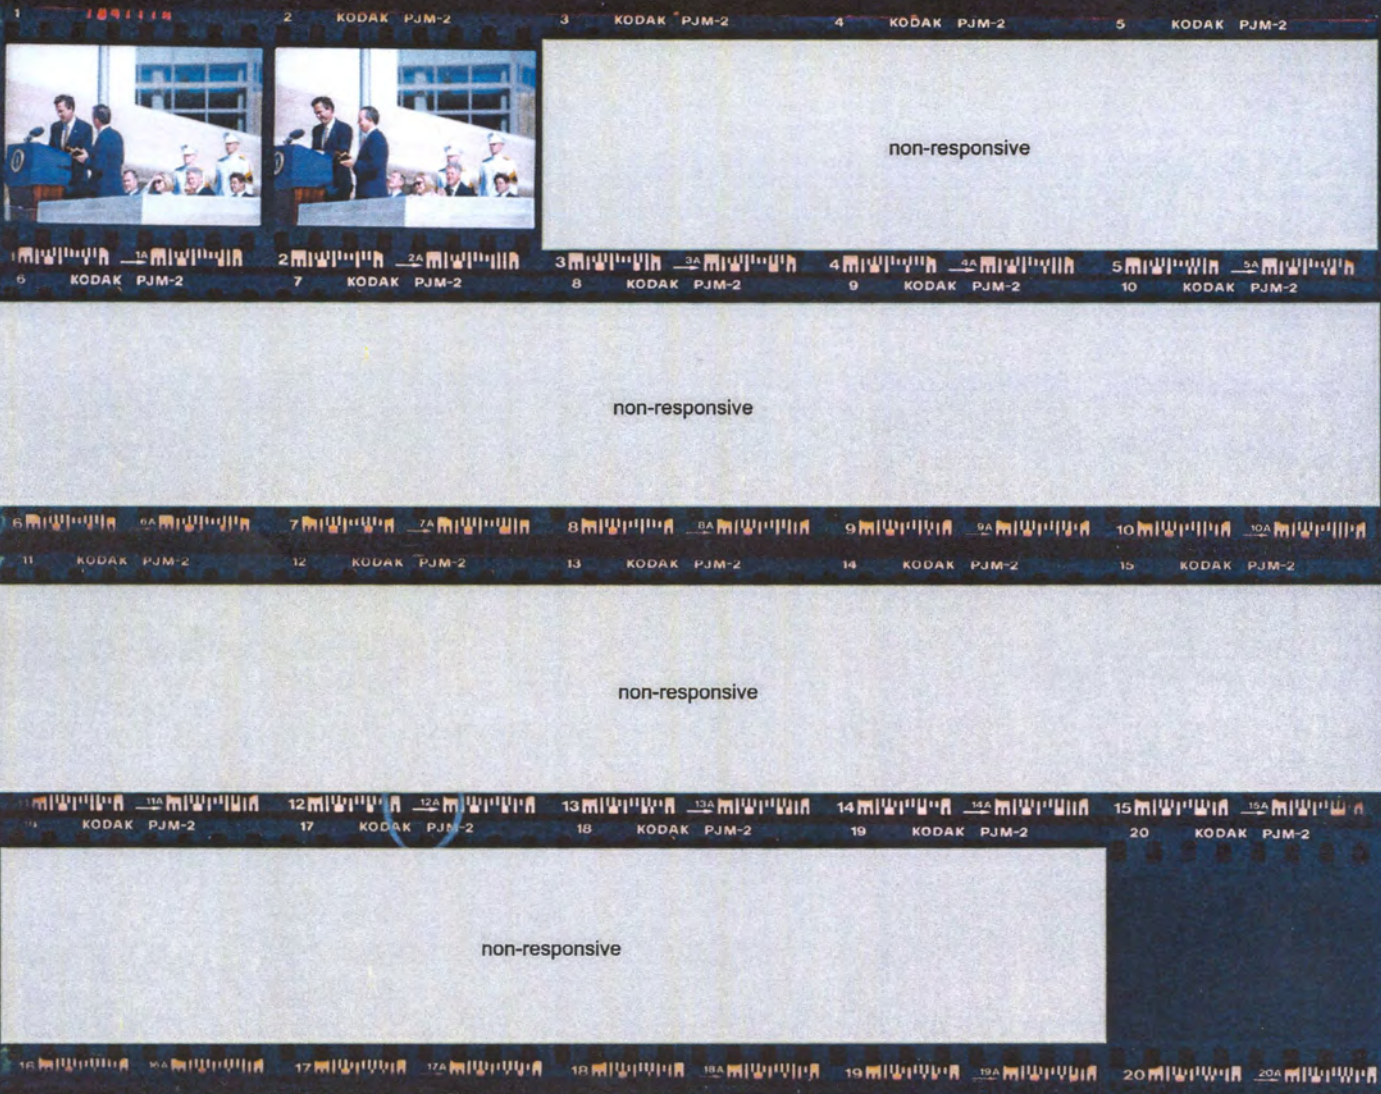 1
2 KODAK PJM-2
3 KODAK PJM-2
4 KODAK PJM-2
5 KODAK PJM-2
non-responsive
1A
2 2A
3 3A
4 4A
5 5A
6 KODAK PJM-2
7 KODAK PJM-2
8 KODAK PJM-2
9 KODAK PJM-2
10 KODAK PJM-2
non-responsive
6 6A
7 7A
8 8A
9 9A
10 10A
11 KODAK PJM-2
12 KODAK PJM-2
13 KODAK PJM-2
14 KODAK PJM-2
15 KODAK PJM-2
non-responsive
11A
12 12A
13 13A
14 14A
15 15A
KODAK PJM-2
17 KODAK PJM-2
18 KODAK PJM-2
19 KODAK PJM-2
20 KODAK PJM-2
non-responsive
16 16A
17 17A
18 18A
19 19A
20 20A